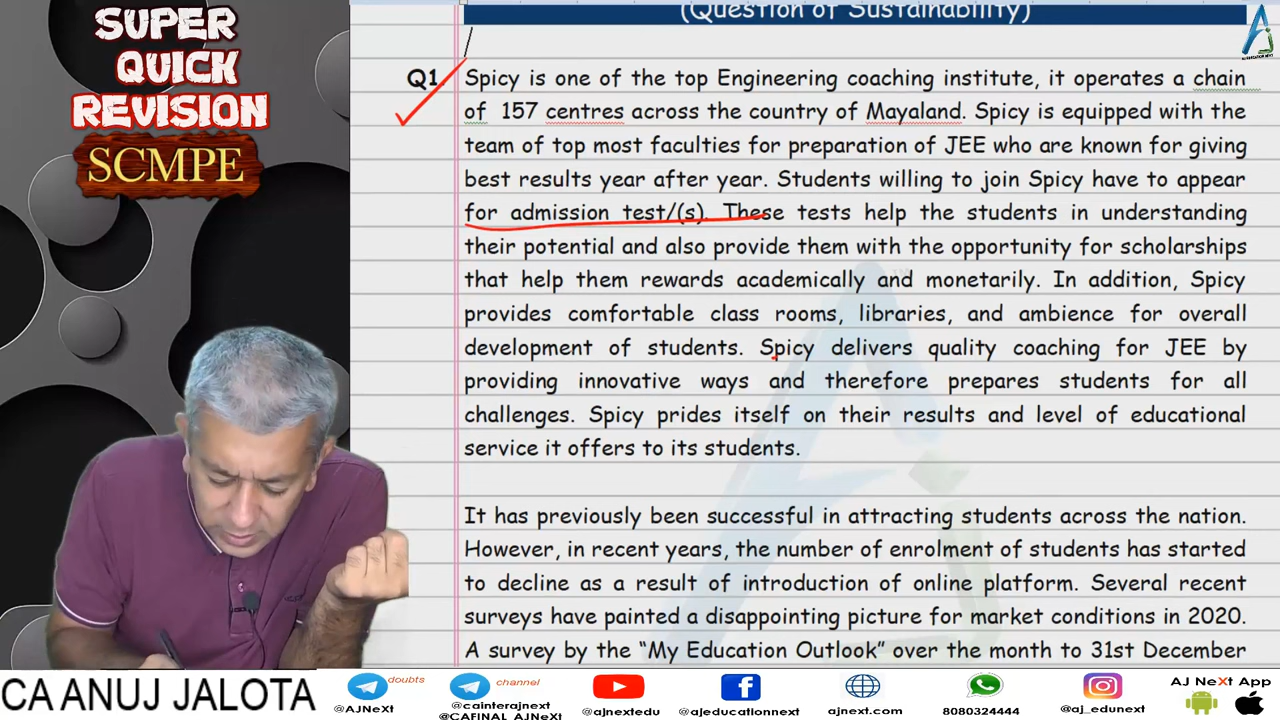 (Question of Sustainability)
SUPER
QUICK
REVISION
SCMPE
Q1 Spicy is one of the top Engineering coaching institute, it operates a chain
of 157 centres across the country of Mayaland. Spicy is equipped with the
team of top most faculties for preparation of JEE who are known for giving
best results year after year. Students willing to join Spicy have to appear
for admission test/(s). These tests help the students in understanding
their potential and also provide them with the opportunity for scholarships
that help them rewards academically and monetarily. In addition, Spicy
provides comfortable class rooms, libraries, and ambience for overall
development of students. Spicy delivers quality coaching for JEE by
providing innovative ways and therefore prepares students for all
challenges. Spicy prides itself on their results and level of educational
service it offers to its students.
It has previously been successful in attracting students across the nation.
However, in recent years, the number of enrolment of students has started
to decline as a result of introduction of online platform. Several recent
surveys have painted a disappointing picture for market conditions in 2020.
A survey by the “My Education Outlook” over the month to 31st December
CA ANUJ JALOTA
doubts
@AJNeXt
channel
@cainterajnext
@CAFINAL_AJNeXt
@ajnextedu
@ajeducationnext
ajnext.com
8080324444
@aj_edunext
AJ NeXt App